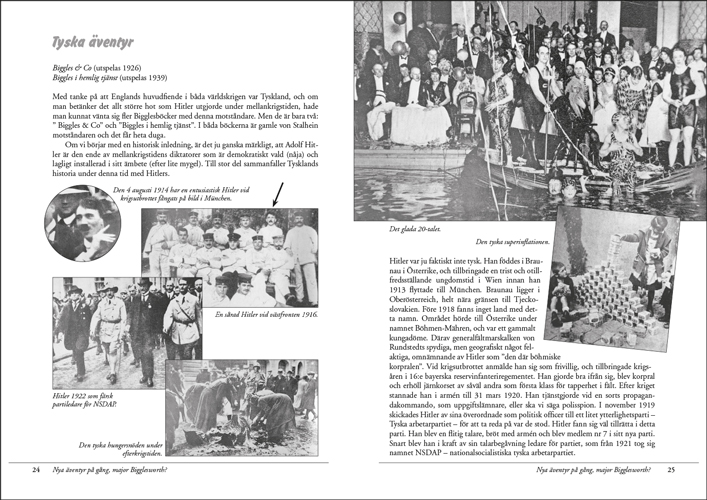 Tyska äventyr
Biggles & Co (utspelas 1926)
Biggles i hemlig tjänst (utspelas 1939)
Med tanke på att Englands huvudfiende i båda världskrigen var Tyskland, och om
man betänker det allt större hot som Hitler utgjorde under mellankrigstiden, hade
man kunnat vänta sig fler Bigglesböcker med denna motståndare. Men de är bara två:
" Biggles & Co" och "Biggles i hemlig tjänst". I båda böckerna är gamle von Stalhein
motståndaren och det får heta duga.
Om vi börjar med en historisk inledning, är det ju ganska märkligt, att Adolf Hit-
ler är den ende av mellankrigstidens diktatorer som är demokratiskt vald (nåja) och
lagligt installerad i sitt ämbete (efter lite mygel). Till stor del sammanfaller Tysklands
historia under denna tid med Hitlers.
Den 4 augusti 1914 har en entusiastisk Hitler vid
krigsutbrottet fångats på bild i München.
En sårad Hitler vid västfronten 1916.
Hitler 1922 som färsk
partiledare för NSDAP.
Den tyska hungersnöden under
efterkrigstiden.
24 Nya äventyr på gång, major Bigglesworth?
Det glada 20-talet.
Den tyska superinflationen.
Hitler var ju faktiskt inte tysk. Han föddes i Brau-
nau i Österrike, och tillbringade en trist och otill-
fredsställande ungdomstid i Wien innan han
1913 flyttade till München. Braunau ligger i
Oberösterreich, helt nära gränsen till Tjecko-
slovakien. Före 1918 fanns inget land med det-
ta namn. Området hörde till Österrike under
namnet Böhmen-Mähren, och var ett gammalt
kungadöme. Därav generalfältmarskalken von
Rundstedts spydiga, men geografiskt något fel-
aktiga, omnämnande av Hitler som "den där böhmiske
korpralen". Vid krigsutbrottet anmälde han sig som frivillig, och tillbringade krigs-
åren i 16:e bayerska reservinfanteriregementet. Han gjorde bra ifrån sig, blev korpral
och erhöll järnkorset av såväl andra som första klass för tapperhet i fält. Efter kriget
stannade han i armén till 31 mars 1920. Han tjänstgjorde vid en sorts propagan-
dakommando, som uppgiftslämnare, eller ska vi säga polisspion. I november 1919
skickades Hitler av sina överordnade som politisk officer till ett litet ytterlighetsparti –
Tyska arbetarpartiet – för att ta reda på var de stod. Hitler fann sig väl tillrätta i detta
parti. Han blev en flitig talare, bröt med armén och blev medlem nr 7 i sitt nya parti.
Snart blev han i kraft av sin talarbegåvning ledare för partiet, som från 1921 tog sig
namnet NSDAP – nationalsocialistiska tyska arbetarpartiet.
Nya äventyr på gång, major Bigglesworth? 25